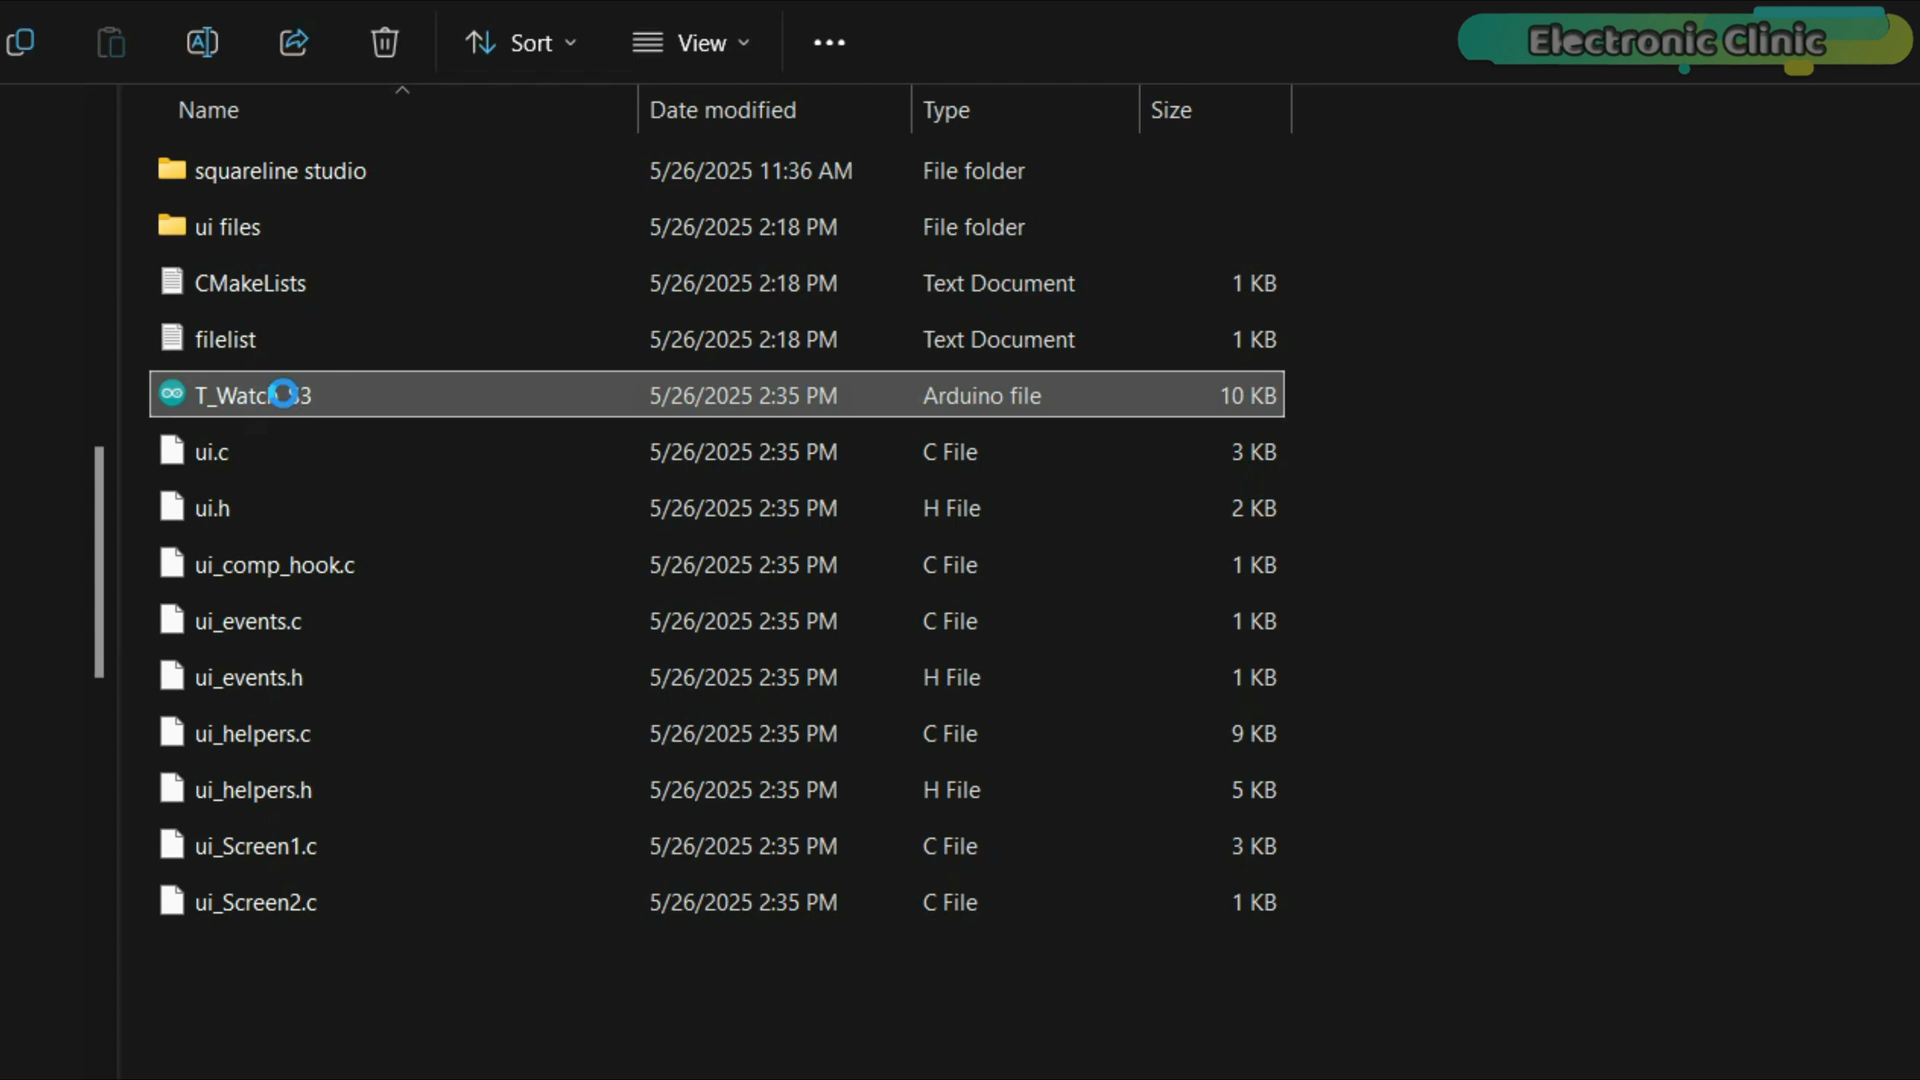 Sort View Electronic Clinic
Name Date modified Type Size
squareline studio 5/26/2025 11:36 AM File folder
ui files 5/26/2025 2:18 PM File folder
CMakeLists 5/26/2025 2:18 PM Text Document 1 KB
filelist 5/26/2025 2:18 PM Text Document 1 KB
5/26/2025 2:35 PM Arduino file 10 KB
ui.c 5/26/2025 2:35 PM C File 3 KB
ui.h 5/26/2025 2:35 PM H File 2 KB
ui_comp_hook.c 5/26/2025 2:35 PM C File 1 KB
ui_events.c 5/26/2025 2:35 PM C File 1 KB
ui_events.h 5/26/2025 2:35 PM H File 1 KB
ui_helpers.c 5/26/2025 2:35 PM C File 9 KB
ui_helpers.h 5/26/2025 2:35 PM H File 5 KB
ui_Screen1.c 5/26/2025 2:35 PM C File 3 KB
ui_Screen2.c 5/26/2025 2:35 PM C File 1 KB